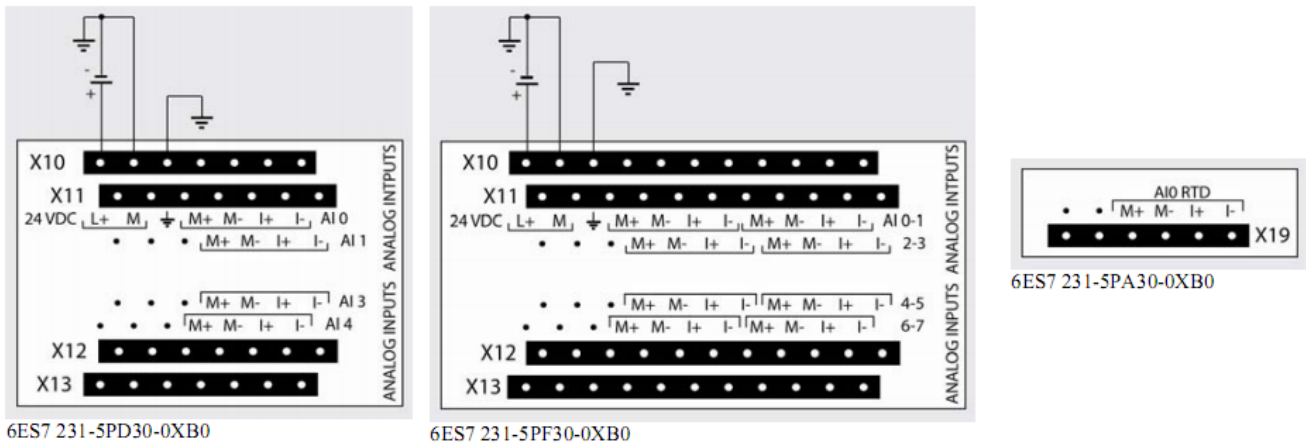 -
+
X10
X11
24 VDC L+ M M+ M- I+ I- AI 0
M+ M- I+ I- AI 1
M+ M- I+ I- AI 3
M+ M- I+ I- AI 4
X12
X13
ANALOG INTPUTS
ANALOG INPUTS
6ES7 231-5PD30-0XB0
-
+
X10
X11
24 VDC L+ M M+ M- I+ I- M+ M- I+ I- AI 0-1
M+ M- I+ I- M+ M- I+ I- 2-3
M+ M- I+ I- M+ M- I+ I- 4-5
M+ M- I+ I- M+ M- I+ I- 6-7
X12
X13
ANALOG INTPUTS
ANALOG INPUTS
6ES7 231-5PF30-0XB0
AI0 RTD
M+ M- I+ I-
X19
6ES7 231-5PA30-0XB0